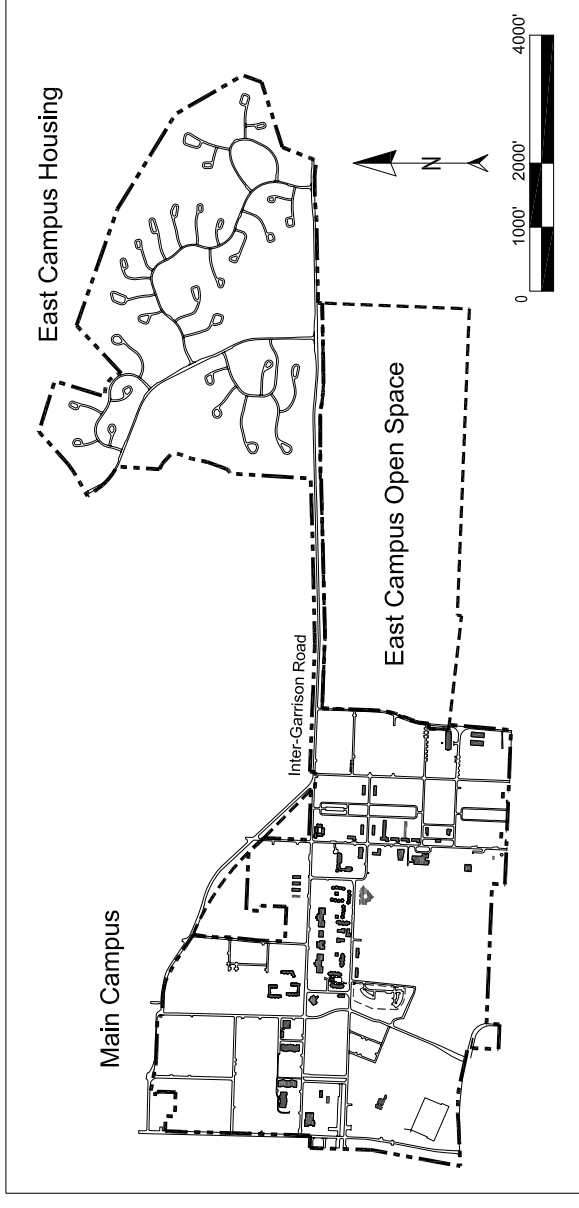 East Campus Housing
Main Campus
Inter-Garrison Road
East Campus Open Space
N
0
1000'
2000'
4000'